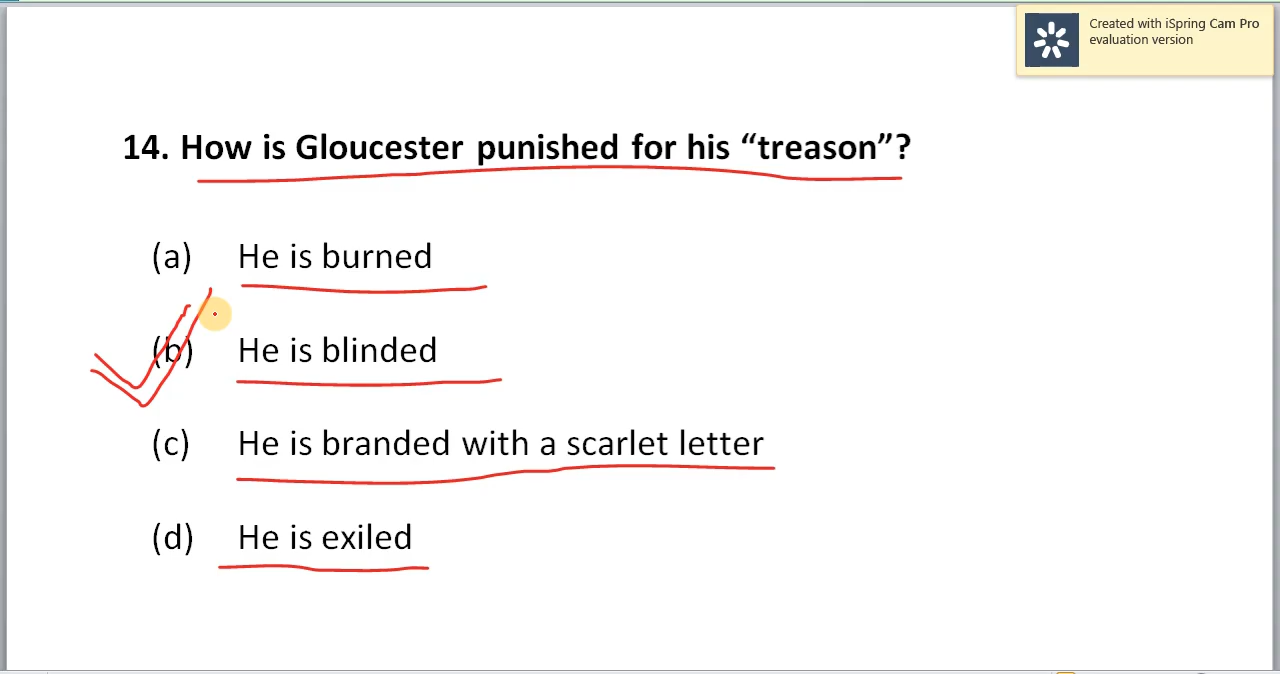 Created with iSpring Cam Pro
evaluation version
14. How is Gloucester punished for his “treason”?
(a) He is burned
(b) He is blinded
(c) He is branded with a scarlet letter
(d) He is exiled